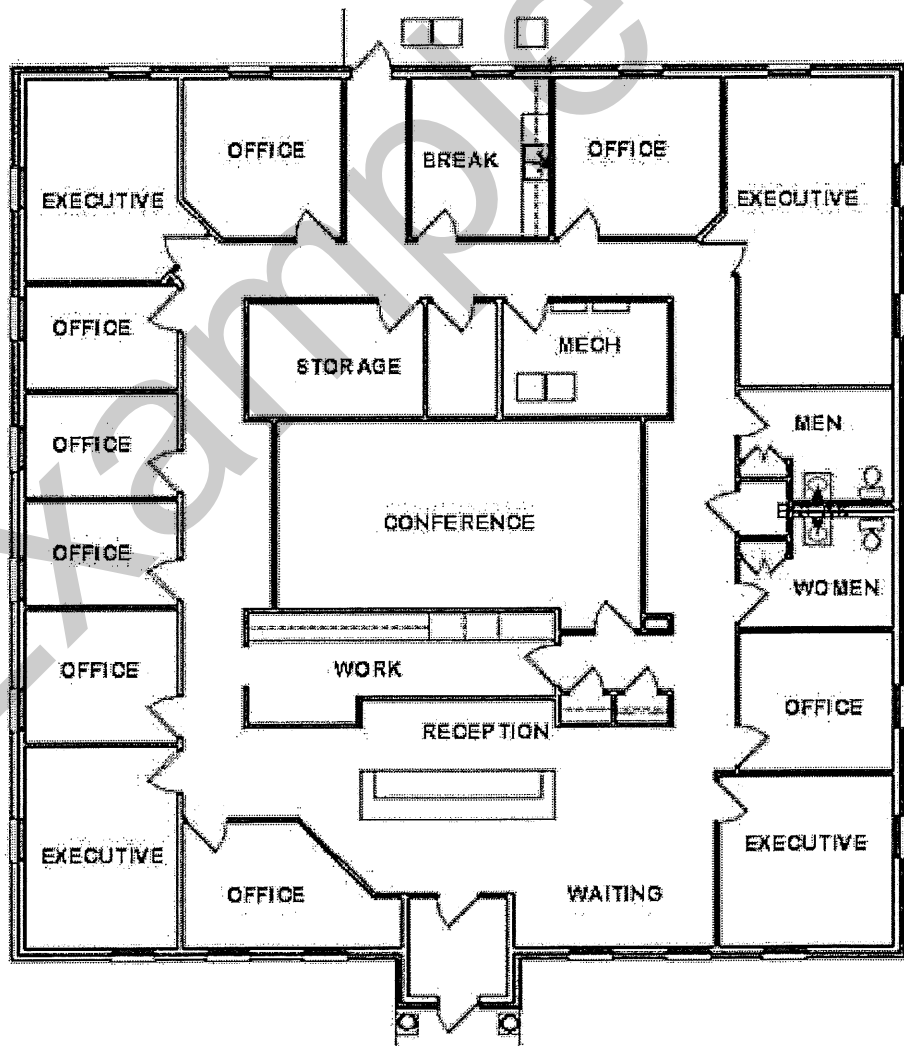 OFFICE
BREAK
OFFICE
EXECUTIVE
EXECUTIVE
OFFICE
STORAGE
MECH
OFFICE
MEN
CONFERENCE
OFFICE
WOMEN
WORK
OFFICE
OFFICE
RECEPTION
EXECUTIVE
EXECUTIVE
OFFICE
WAITING
Example